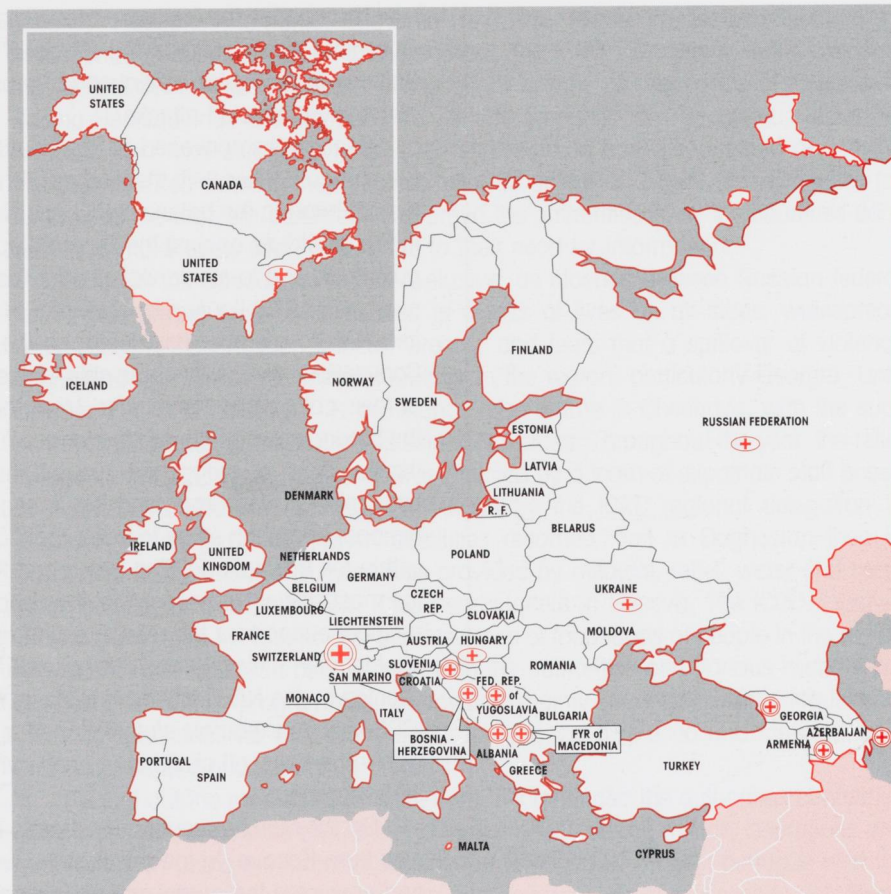 UNITED
STATES
CANADA
UNITED
STATES
ICELAND
NORWAY
SWEDEN
FINLAND
RUSSIAN FEDERATION
ESTONIA
LATVIA
LITHUANIA
R. F.
DENMARK
BELARUS
IRELAND
UNITED
KINGDOM
NETHERLANDS
POLAND
BELGIUM
GERMANY
UKRAINE
CZECH
REP.
LUXEMBOURG
SLOVAKIA
LIECHTENSTEIN
MOLDOVA
FRANCE
AUSTRIA
HUNGARY
SWITZERLAND
SLOVENIA
ROMANIA
SAN MARINO
CROATIA
FED. REP.
of
YUGOSLAVIA
MONACO
ITALY
BULGARIA
GEORGIA
BOSNIA -
HERZEGOVINA
FYR of
MACEDONIA
AZERBAIJAN
ARMENIA
ALBANIA
PORTUGAL
SPAIN
GREECE
TURKEY
MALTA
CYPRUS